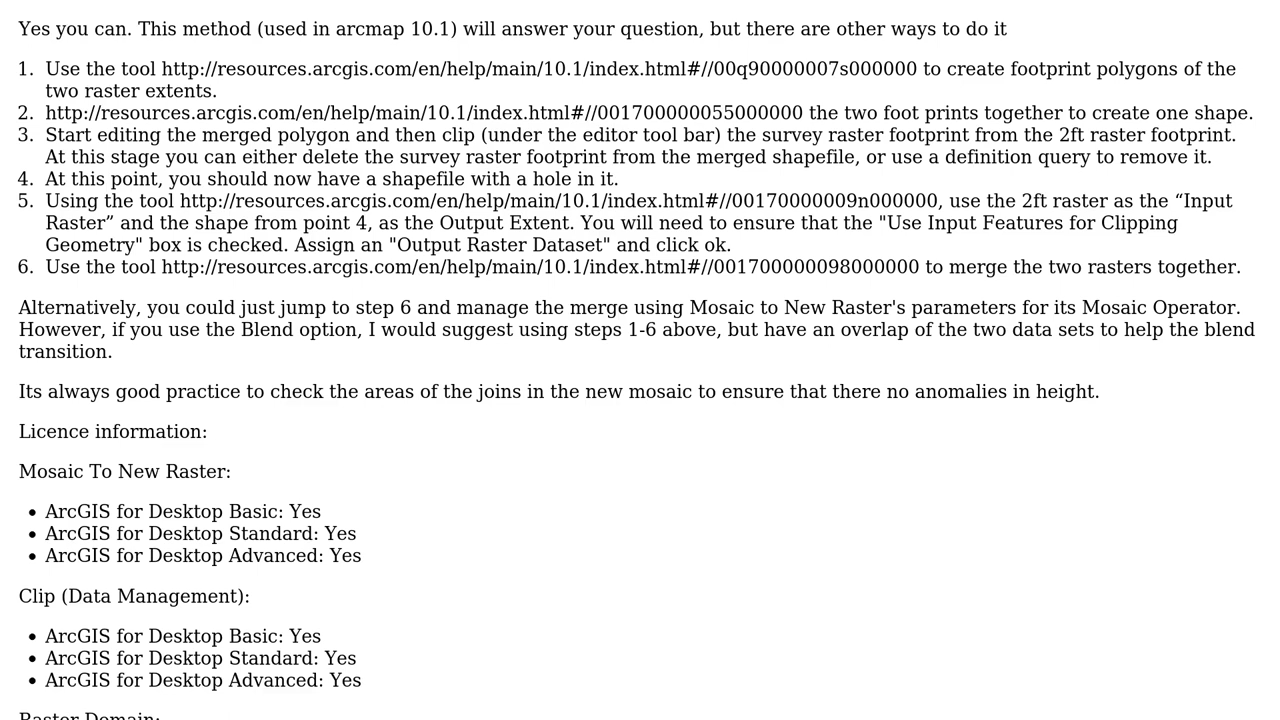 Yes you can. This method (used in arcmap 10.1) will answer your question, but there are other ways to do it
1. Use the tool http://resources.arcgis.com/en/help/main/10.1/index.html#//00q90000007s000000 to create footprint polygons of the
two raster extents.
2. http://resources.arcgis.com/en/help/main/10.1/index.html#//001700000055000000 the two foot prints together to create one shape.
3. Start editing the merged polygon and then clip (under the editor tool bar) the survey raster footprint from the 2ft raster footprint.
At this stage you can either delete the survey raster footprint from the merged shapefile, or use a definition query to remove it.
4. At this point, you should now have a shapefile with a hole in it.
5. Using the tool http://resources.arcgis.com/en/help/main/10.1/index.html#//00170000009n000000, use the 2ft raster as the “Input
Raster” and the shape from point 4, as the Output Extent. You will need to ensure that the "Use Input Features for Clipping
Geometry" box is checked. Assign an "Output Raster Dataset" and click ok.
6. Use the tool http://resources.arcgis.com/en/help/main/10.1/index.html#//001700000098000000 to merge the two rasters together.
Alternatively, you could just jump to step 6 and manage the merge using Mosaic to New Raster's parameters for its Mosaic Operator.
However, if you use the Blend option, I would suggest using steps 1-6 above, but have an overlap of the two data sets to help the blend
transition.
Its always good practice to check the areas of the joins in the new mosaic to ensure that there no anomalies in height.
Licence information:
Mosaic To New Raster:
• ArcGIS for Desktop Basic: Yes
• ArcGIS for Desktop Standard: Yes
• ArcGIS for Desktop Advanced: Yes
Clip (Data Management):
• ArcGIS for Desktop Basic: Yes
• ArcGIS for Desktop Standard: Yes
• ArcGIS for Desktop Advanced: Yes
Raster Domain: